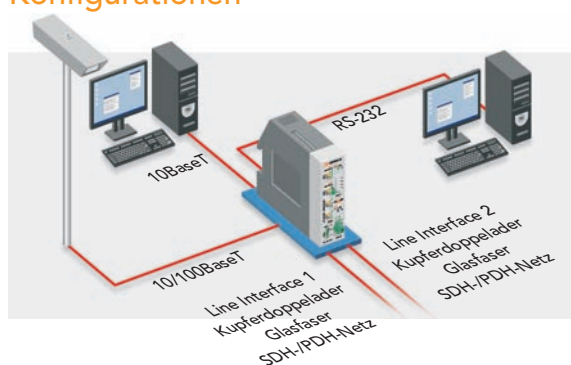 Konfigurationen
RS-232
10BaseT
10/100BaseT
Line Interface 1
Kupferdoppelader
Glasfaser
SDH-/PDH-Netz
Line Interface 2
Kupferdoppelader
Glasfaser
SDH-/PDH-Netz